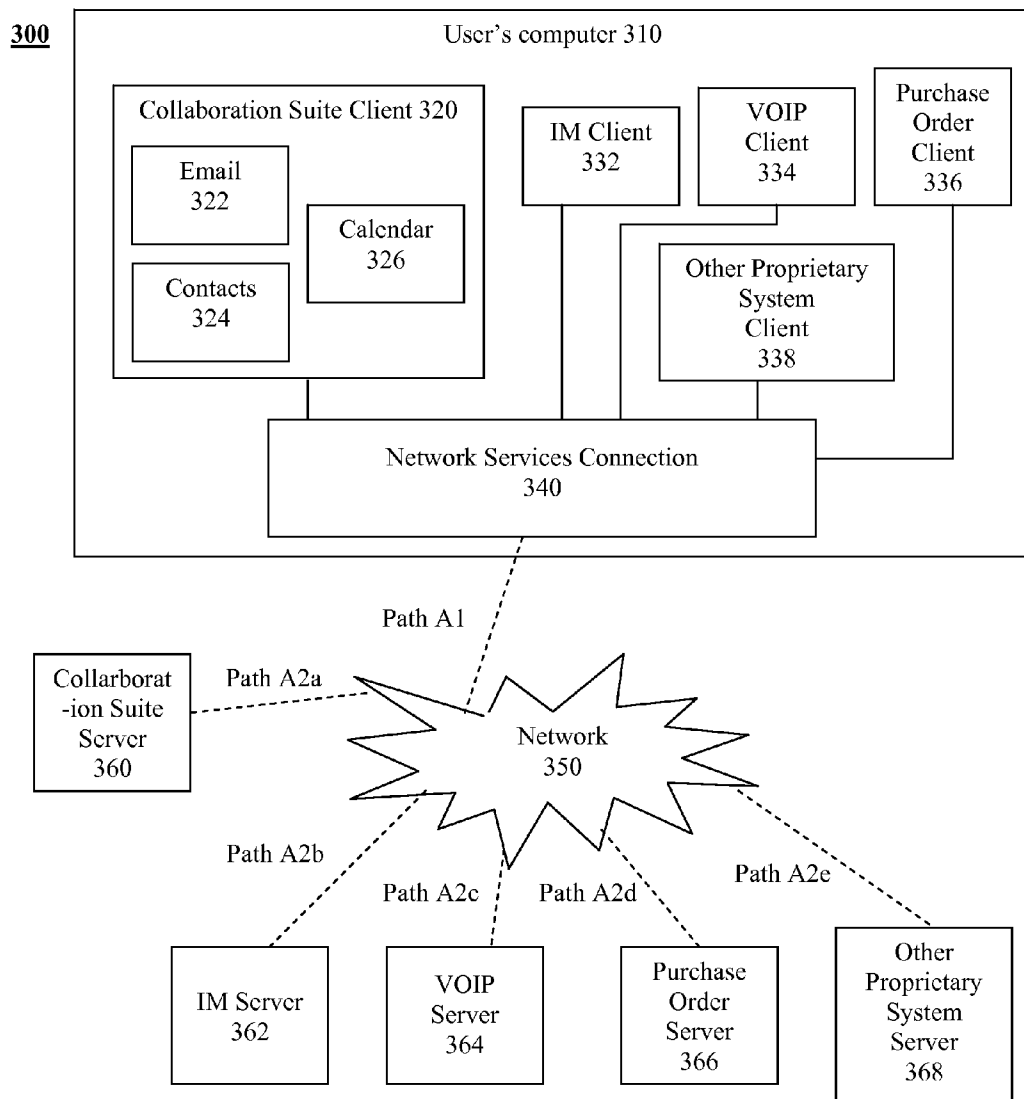 300
User's computer 310
Collaboration Suite Client 320
Email
322
Contacts
324
Calendar
326
IM Client
332
VOIP
Client
334
Purchase
Order
Client
336
Other Proprietary
System
Client
338
Network Services Connection
340
Path A1
Path A2a
Collarborat
-ion Suite
Server
360
Network
350
Path A2b
Path A2c
Path A2d
Path A2e
IM Server
362
VOIP
Server
364
Purchase
Order
Server
366
Other
Proprietary
System
Server
368